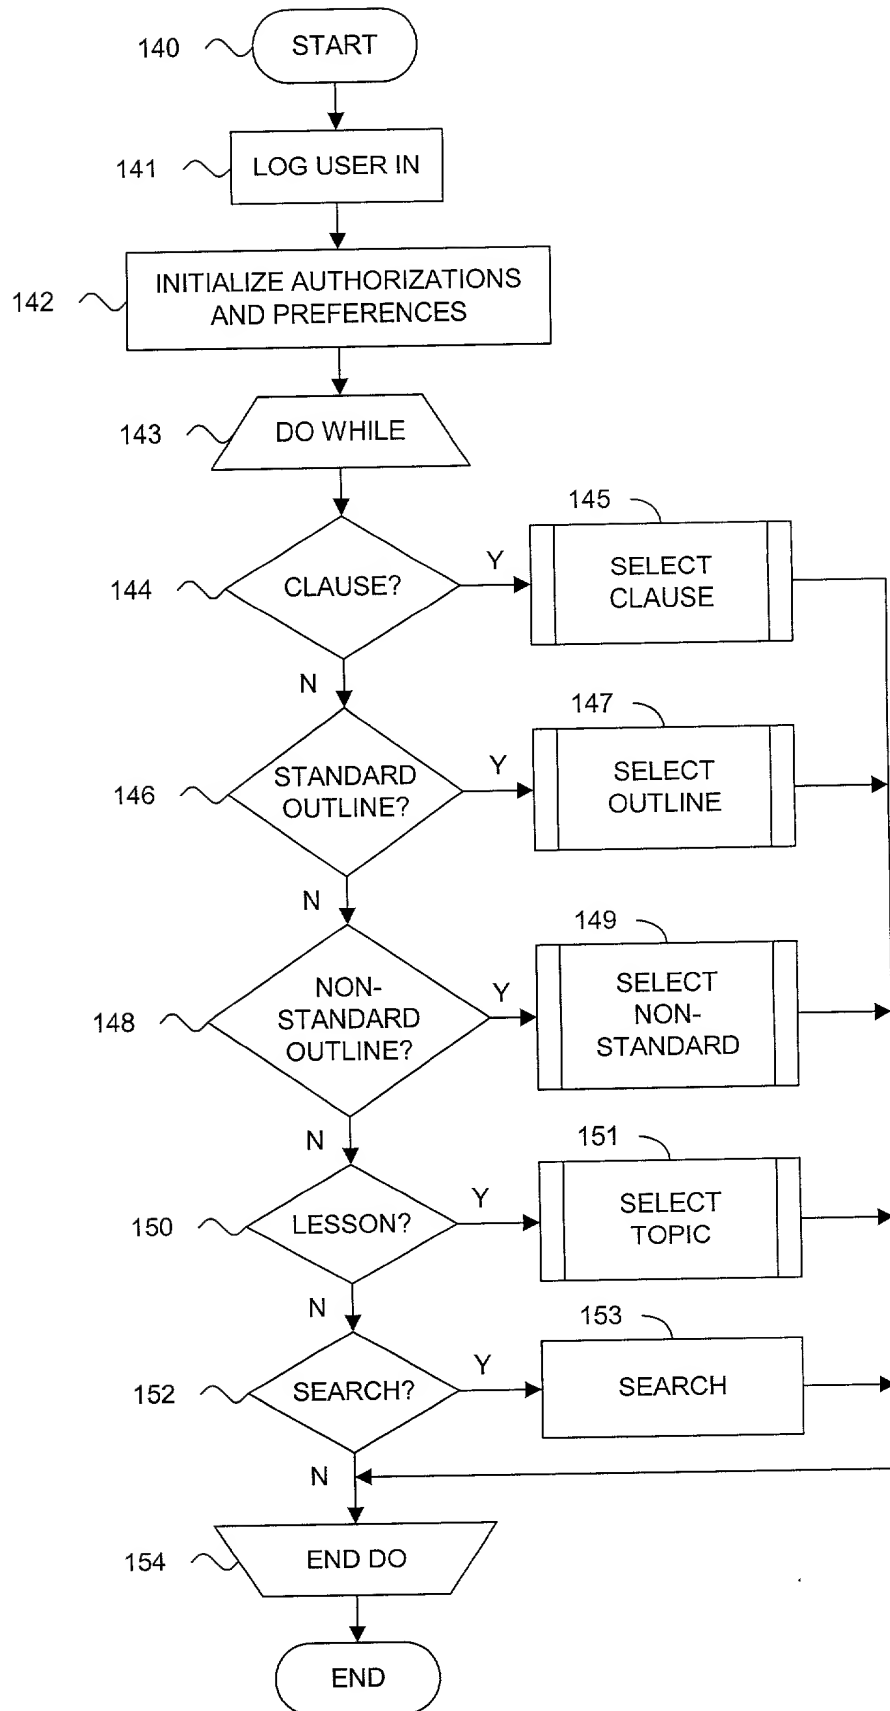 140
START
141
LOG USER IN
142
INITIALIZE AUTHORIZATIONS
AND PREFERENCES
143
DO WHILE
144
CLAUSE?
Y
145
SELECT
CLAUSE
N
146
STANDARD
OUTLINE?
Y
147
SELECT
OUTLINE
N
148
NON-
STANDARD
OUTLINE?
Y
149
SELECT
NON-
STANDARD
N
150
LESSON?
Y
151
SELECT
TOPIC
N
152
SEARCH?
Y
153
SEARCH
N
154
END DO
END